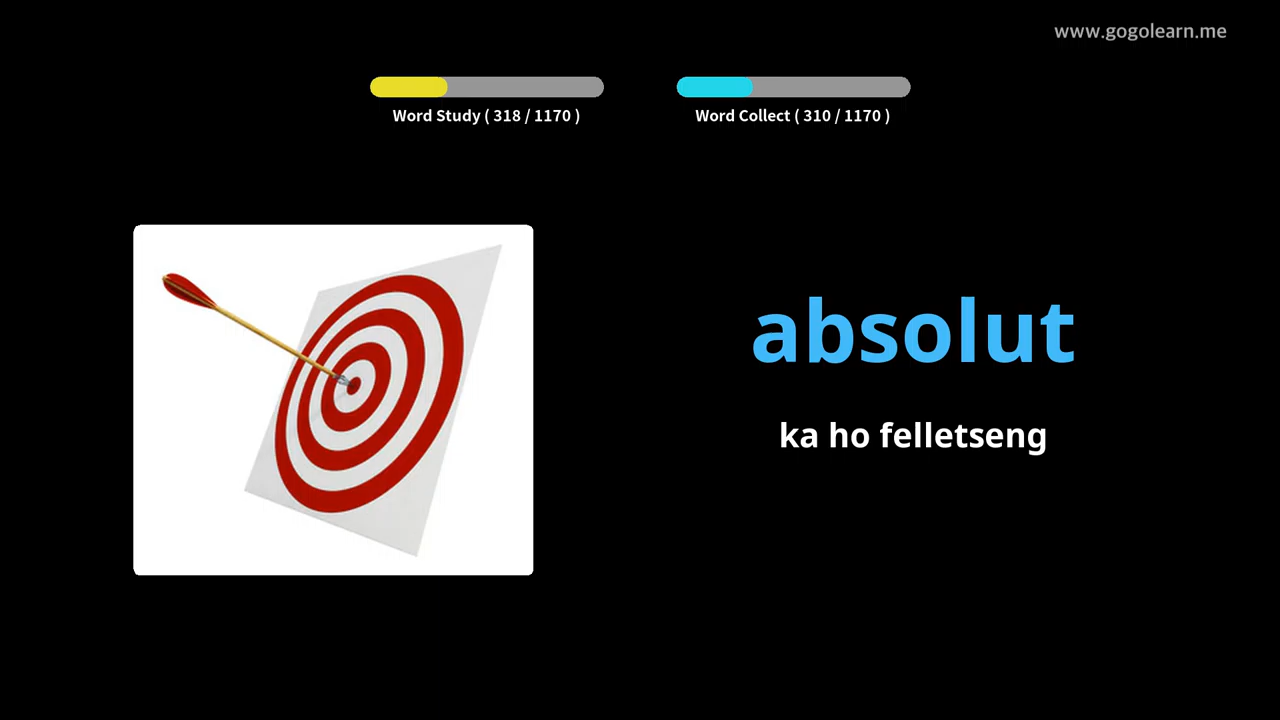 www.gogolearn.me
Word Study ( 318 / 1170 )
Word Collect ( 310 / 1170 )
absolut
ka ho felletseng